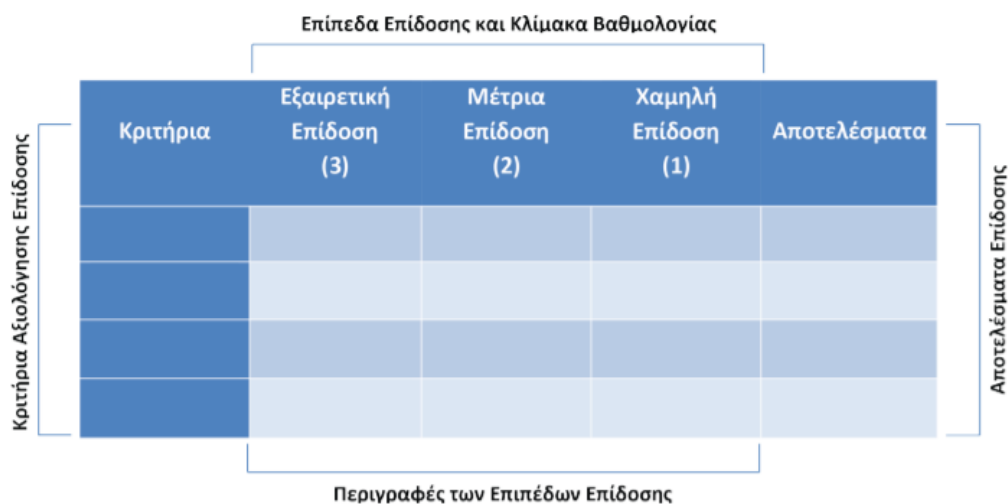 Επίπεδα Επίδοσης και Κλίμακα Βαθμολογίας
Κριτήρια Αξιολόγησης Επίδοσης
Κριτήρια
Εξαιρετική
Επίδοση
(3)
Μέτρια
Επίδοση
(2)
Χαμηλή
Επίδοση
(1)
Αποτελέσματα
Αποτελέσματα Επίδοσης
Περιγραφές των Επιπέδων Επίδοσης